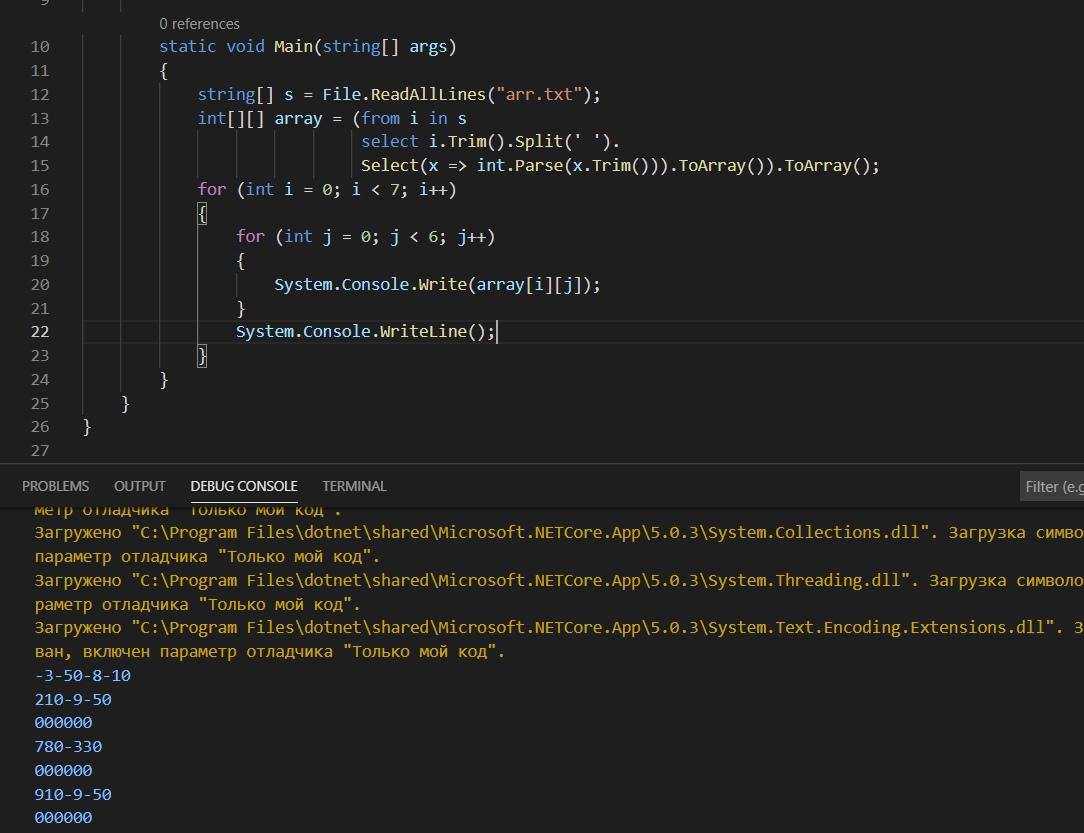 9
0 references
10 static void Main(string[] args)
11 {
12 string[] s = File.ReadAllLines("arr.txt");
13 int[][] array = (from i in s
14 select i.Trim().Split(' ').
15 Select(x => int.Parse(x.Trim())).ToArray()).ToArray();
16 for (int i = 0; i < 7; i++)
17 {
18 for (int j = 0; j < 6; j++)
19 {
20 System.Console.Write(array[i][j]);
21 }
22 System.Console.WriteLine();
23 }
24 }
25 }
26 }
27
PROBLEMS OUTPUT DEBUG CONSOLE TERMINAL Filter (e.g
метр отладчика "Только мой код".
Загружено "C:\Program Files\dotnet\shared\Microsoft.NETCore.App\5.0.3\System.Collections.dll". Загрузка симво
параметр отладчика "Только мой код".
Загружено "C:\Program Files\dotnet\shared\Microsoft.NETCore.App\5.0.3\System.Threading.dll". Загрузка символо
раметр отладчика "Только мой код".
Загружено "C:\Program Files\dotnet\shared\Microsoft.NETCore.App\5.0.3\System.Text.Encoding.Extensions.dll". З
ван, включен параметр отладчика "Только мой код".
-3-50-8-10
210-9-50
000000
780-330
000000
910-9-50
000000